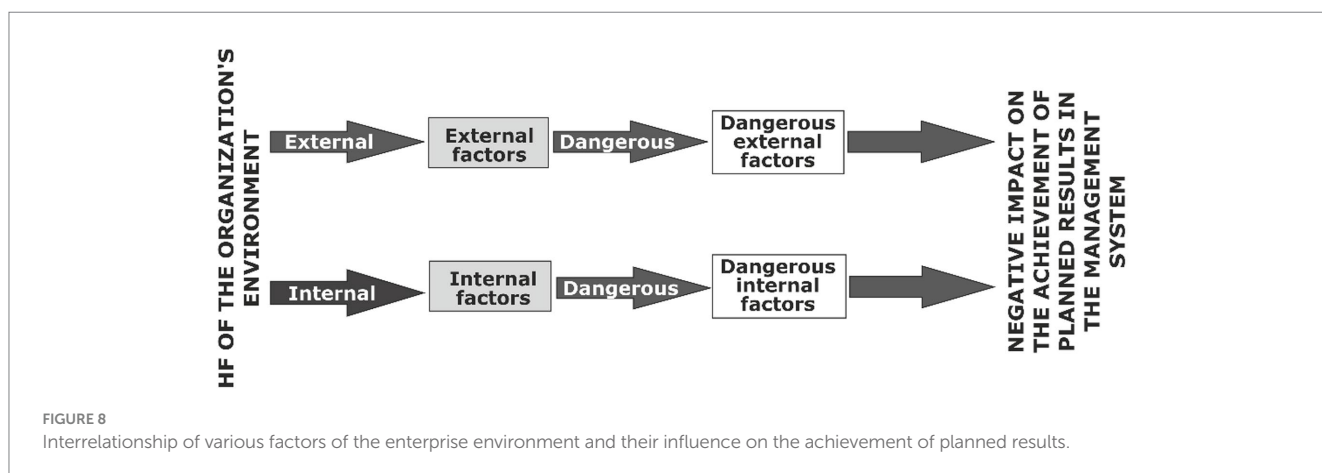 HF OF THE ORGANIZATION'S
ENVIRONMENT
External
External
factors
Dangerous
Dangerous
external
factors
Internal
Internal
factors
Dangerous
Dangerous
internal
factors
NEGATIVE IMPACT ON
THE ACHIEVEMENT OF
PLANNED RESULTS IN
THE MANAGEMENT
SYSTEM
FIGURE 8
Interrelationship of various factors of the enterprise environment and their influence on the achievement of planned results.